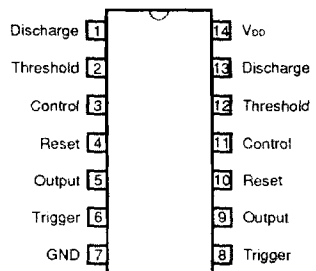 Discharge 1 14 VDD
Threshold 2 13 Discharge
Control 3 12 Threshold
Reset 4 11 Control
Output 5 10 Reset
Trigger 6 9 Output
GND 7 8 Trigger